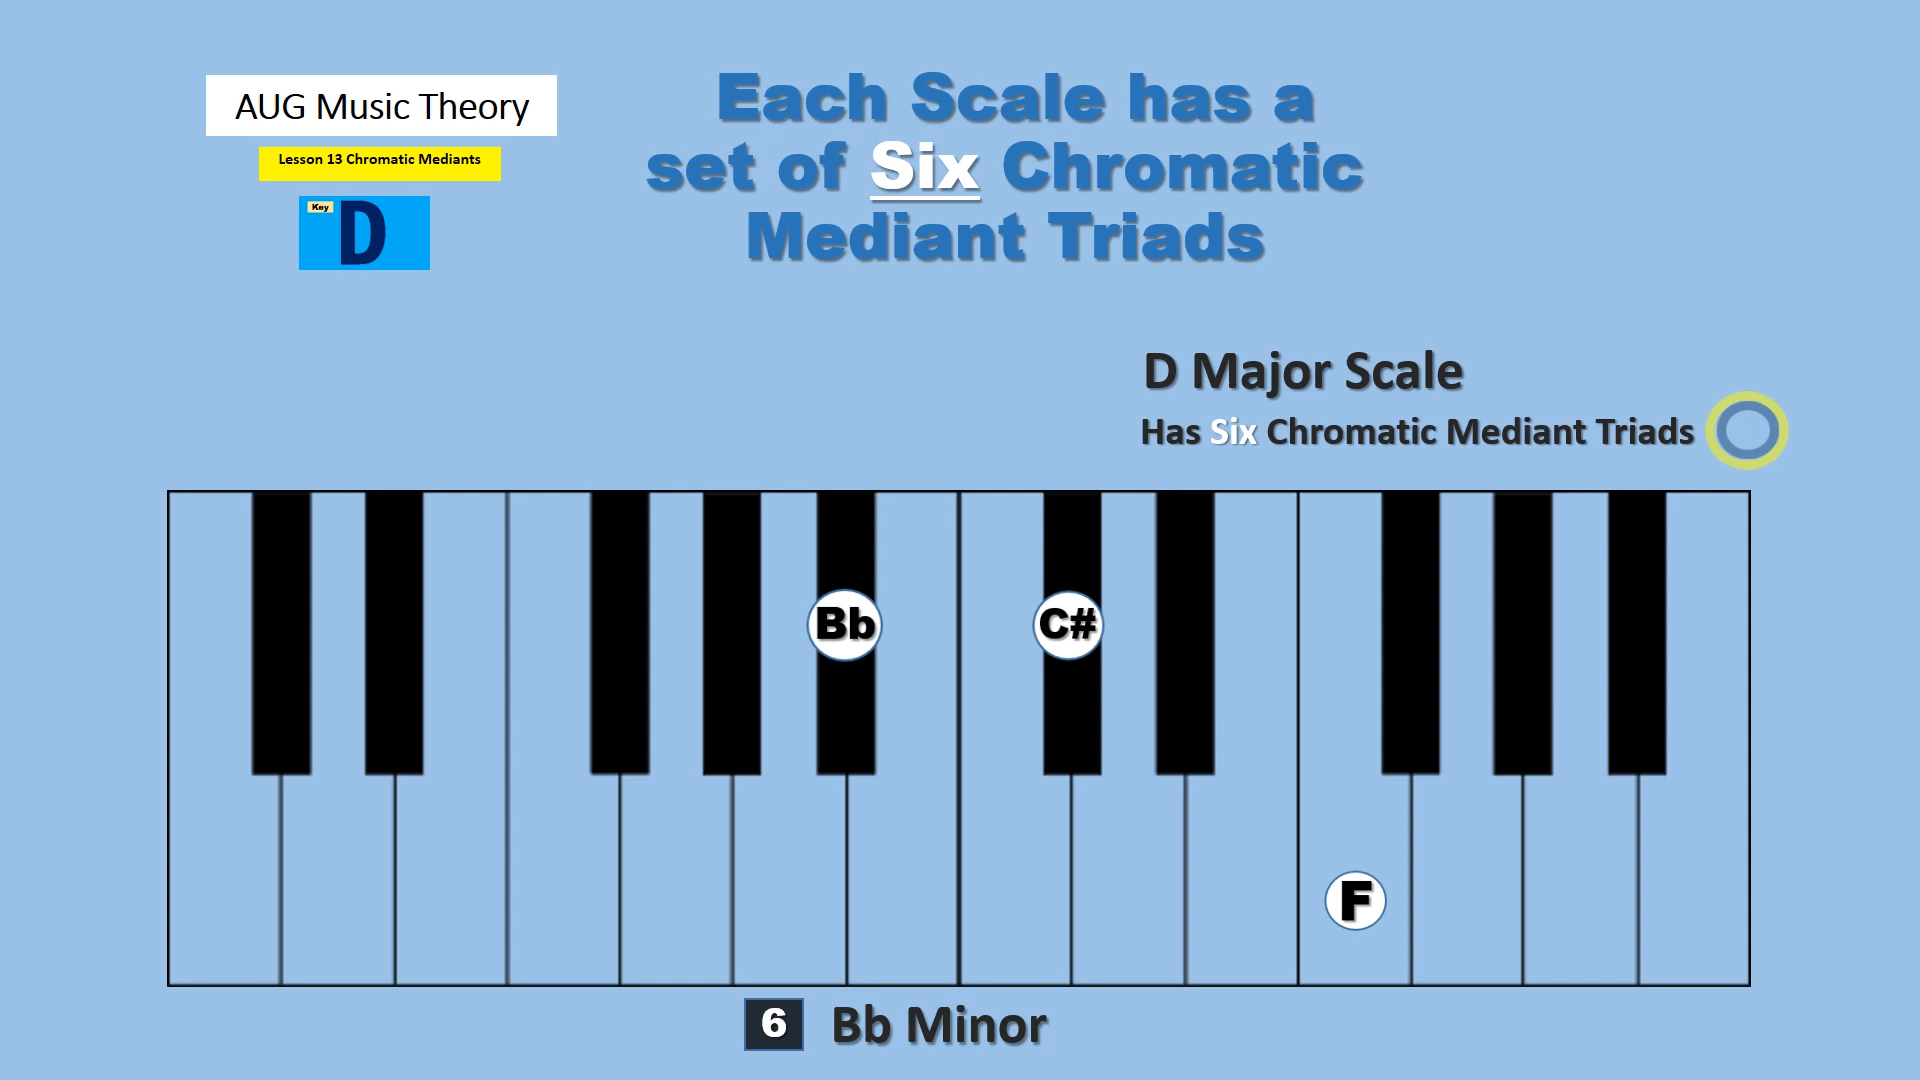 AUG Music Theory
Lesson 13 Chromatic Mediants
Key
D
Each Scale has a
set of Six Chromatic
Mediant Triads
D Major Scale
Has Six Chromatic Mediant Triads
Bb
C#
F
6 Bb Minor